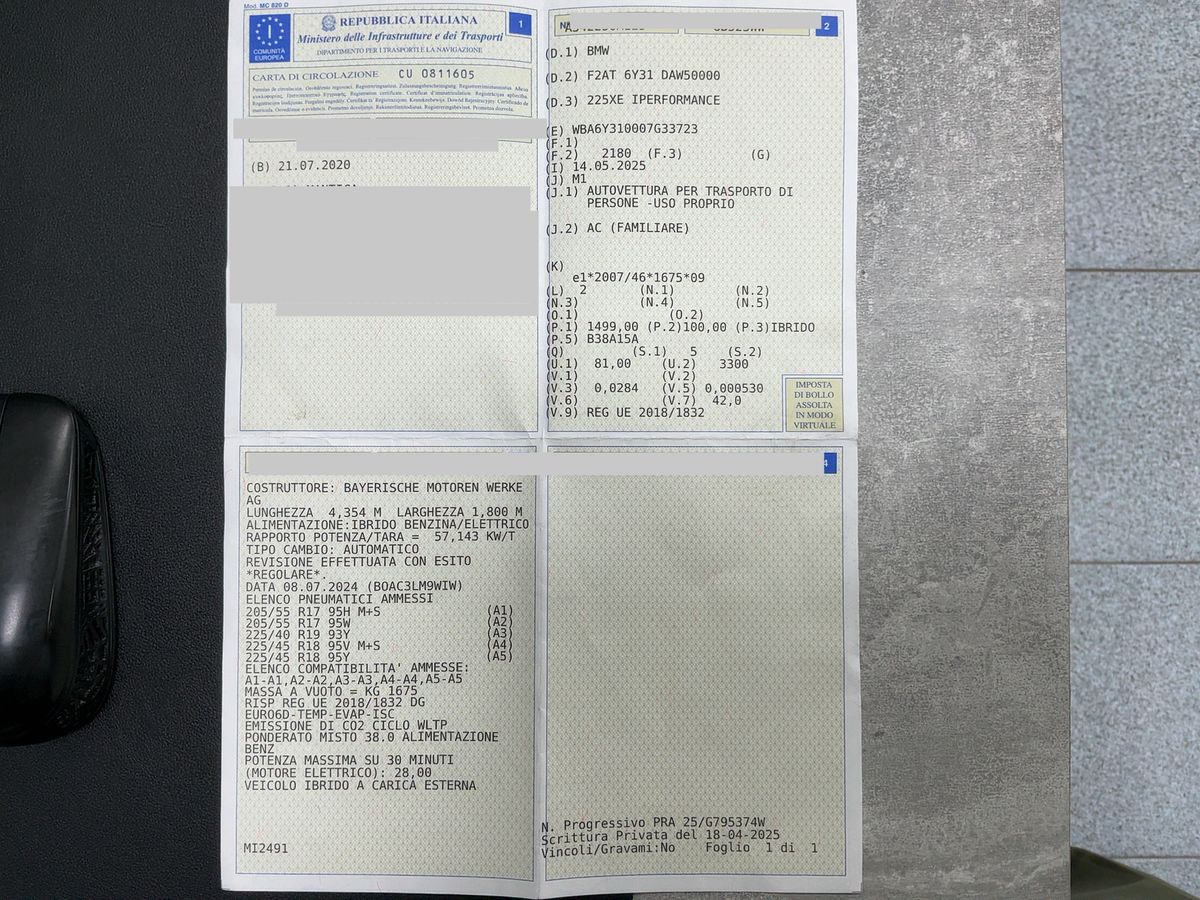 Mod. MC 820 D
COMUNITÀ
EUROPEA
I
REPUBBLICA ITALIANA
Ministero delle Infrastrutture e dei Trasporti
DIPARTIMENTO PER I TRASPORTI E LA NAVIGAZIONE
1
CARTA DI CIRCOLAZIONE CU 0811605
(B) 21.07.2020
2
(D.1) BMW
(D.2) F2AT 6Y31 DAW50000
(D.3) 225XE IPERFORMANCE
(E) WBA6Y310007G33723
(F.1)
(F.2) 2180 (F.3) (G)
(I) 14.05.2025
(J) M1
(J.1) AUTOVETTURA PER TRASPORTO DI
PERSONE -USO PROPRIO
(J.2) AC (FAMILIARE)
(K)
e1*2007/46*1675*09
(L) 2 (N.1) (N.2)
(N.3) (N.4) (N.5)
(O.1) (O.2)
(P.1) 1499,00 (P.2)100,00 (P.3)IBRIDO
(P.5) B38A15A
(Q) (S.1) 5 (S.2)
(U.1) 81,00 (U.2) 3300
(V.1) (V.2)
(V.3) 0,0284 (V.5) 0,000530
(V.6) (V.7) 42,0
(V.9) REG UE 2018/1832
IMPOSTA
DI BOLLO
ASSOLTA
IN MODO
VIRTUALE
COSTRUTTORE: BAYERISCHE MOTOREN WERKE
AG
LUNGHEZZA 4,354 M LARGHEZZA 1,800 M
ALIMENTAZIONE:IBRIDO BENZINA/ELETTRICO
RAPPORTO POTENZA/TARA = 57,143 KW/T
TIPO CAMBIO: AUTOMATICO
REVISIONE EFFETTUATA CON ESITO
*REGOLARE*.
DATA 08.07.2024 (BOAC3LM9WIW)
ELENCO PNEUMATICI AMMESSI
205/55 R17 95H M+S (A1)
205/55 R17 95W (A2)
225/40 R19 93Y (A3)
225/45 R18 95V M+S (A4)
225/45 R18 95Y (A5)
ELENCO COMPATIBILITA' AMMESSE:
A1-A1,A2-A2,A3-A3,A4-A4,A5-A5
MASSA A VUOTO = KG 1675
RISP REG UE 2018/1832 DG
EURO6D-TEMP-EVAP-ISC
EMISSIONE DI CO2 CICLO WLTP
PONDERATO MISTO 38.0 ALIMENTAZIONE
BENZ
POTENZA MASSIMA SU 30 MINUTI
(MOTORE ELETTRICO): 28,00
VEICOLO IBRIDO A CARICA ESTERNA
MI2491
4
N. Progressivo PRA 25/G795374W
Scrittura Privata del 18-04-2025
Vincoli/Gravami:No Foglio 1 di 1